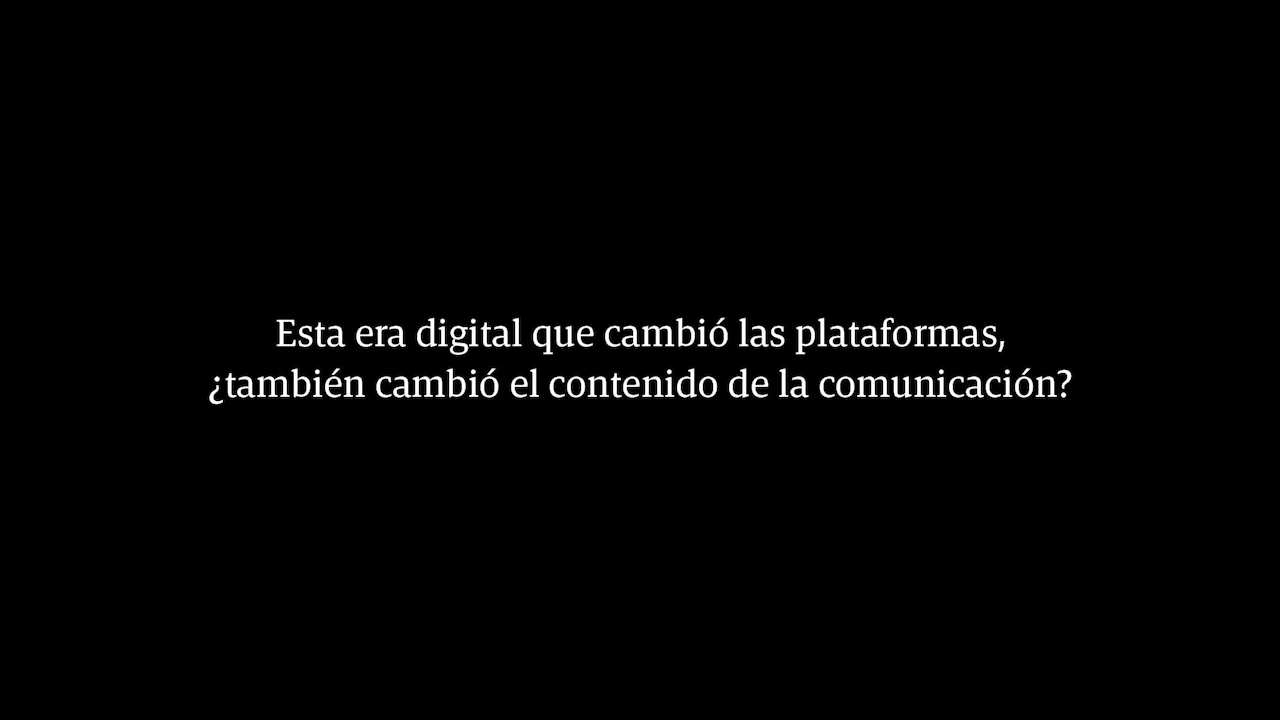 Esta era digital que cambió las plataformas,
¿también cambió el contenido de la comunicación?